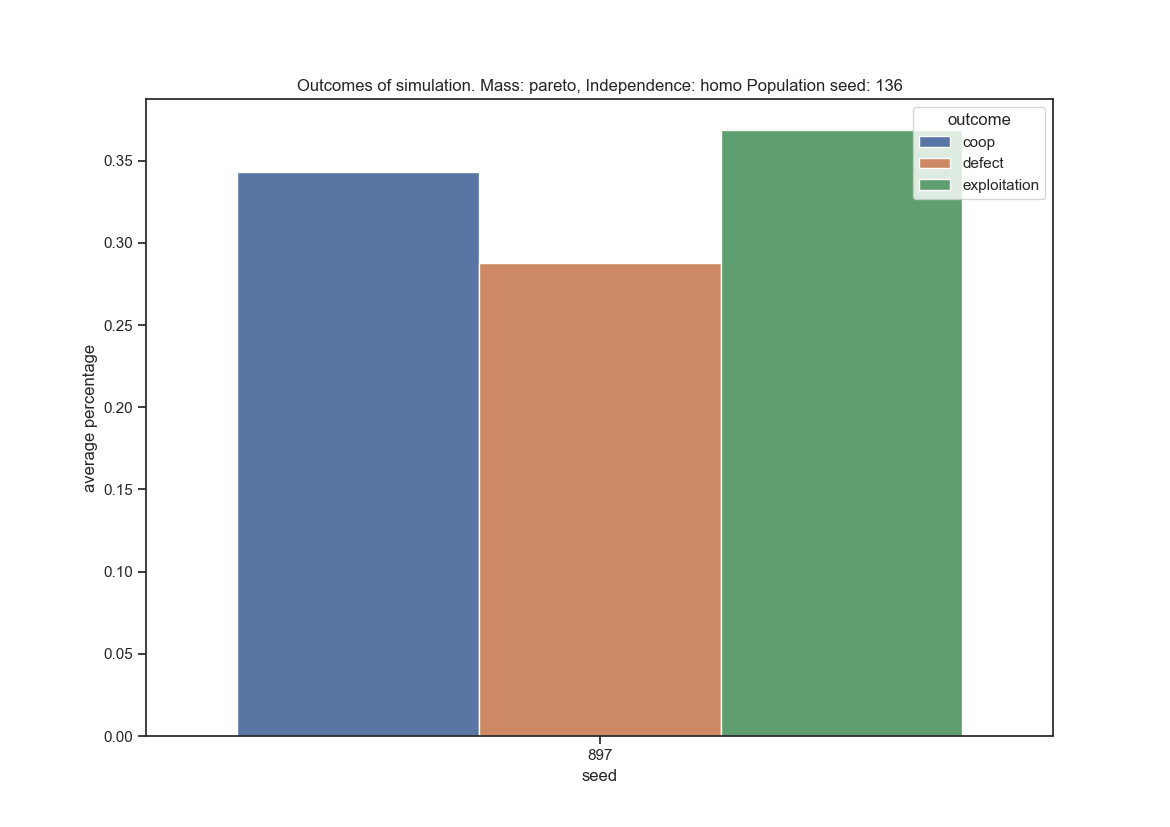 Outcomes of simulation. Mass: pareto, Independence: homo Population seed: 136
outcome
coop
defect
exploitation
0.35
0.30
0.25
0.20
0.15
0.10
0.05
0.00
average percentage
897
seed